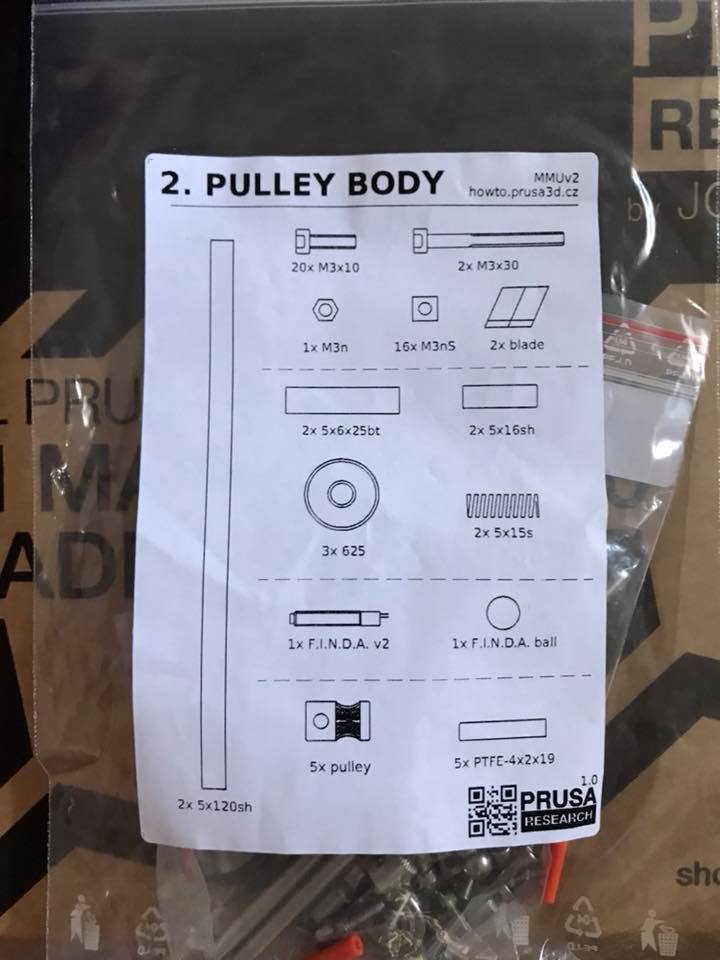 2. PULLEY BODY
MMUv2
howto.prusa3d.cz
20x M3x10
2x M3x30
1x M3n
16x M3nS
2x blade
2x 5x6x25bt
2x 5x16sh
3x 625
2x 5x15s
1x F.I.N.D.A. v2
1x F.I.N.D.A. ball
5x pulley
5x PTFE-4x2x19
2x 5x120sh
1.0
PRUSA
RESEARCH
RE
by JO
PRU
MA
ADE
sho